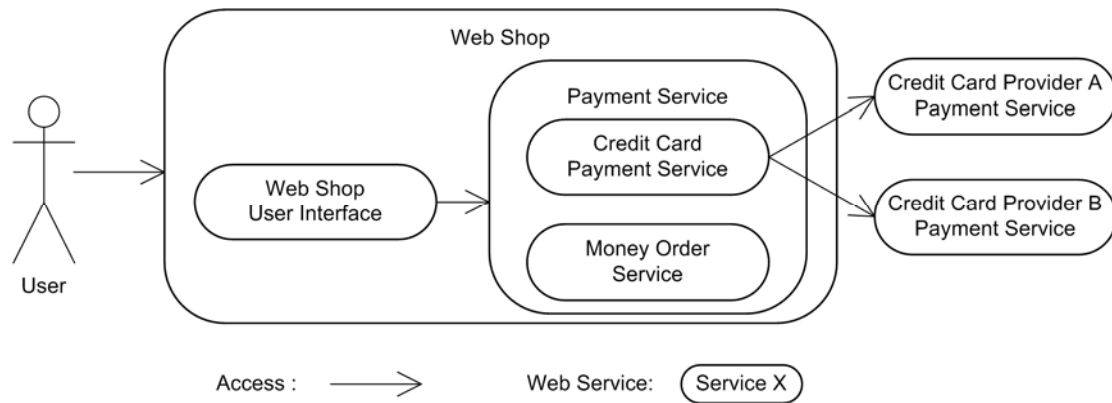 Web Shop
Payment Service
Credit Card
Payment Service
Web Shop
User Interface
Money Order
Service
Credit Card Provider A
Payment Service
Credit Card Provider B
Payment Service
User
Access :
Web Service:
Service X